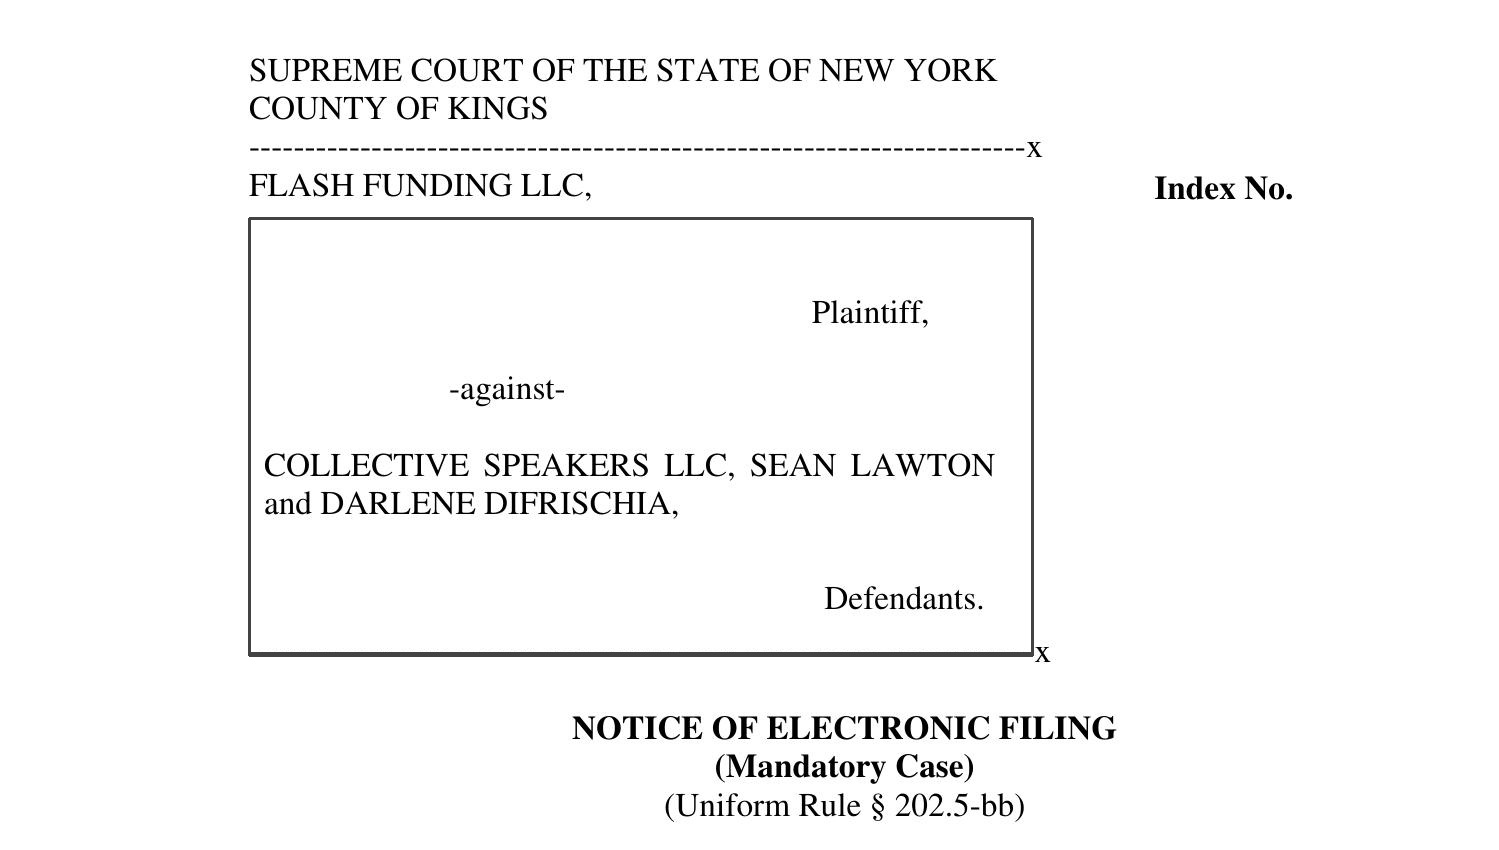 SUPREME COURT OF THE STATE OF NEW YORK
COUNTY OF KINGS
----------------------------------------------------------------------x
FLASH FUNDING LLC,
Index No.
Plaintiff,
-against-
COLLECTIVE SPEAKERS LLC, SEAN LAWTON
and DARLENE DIFRISCHIA,
Defendants.
x
NOTICE OF ELECTRONIC FILING
(Mandatory Case)
(Uniform Rule § 202.5-bb)